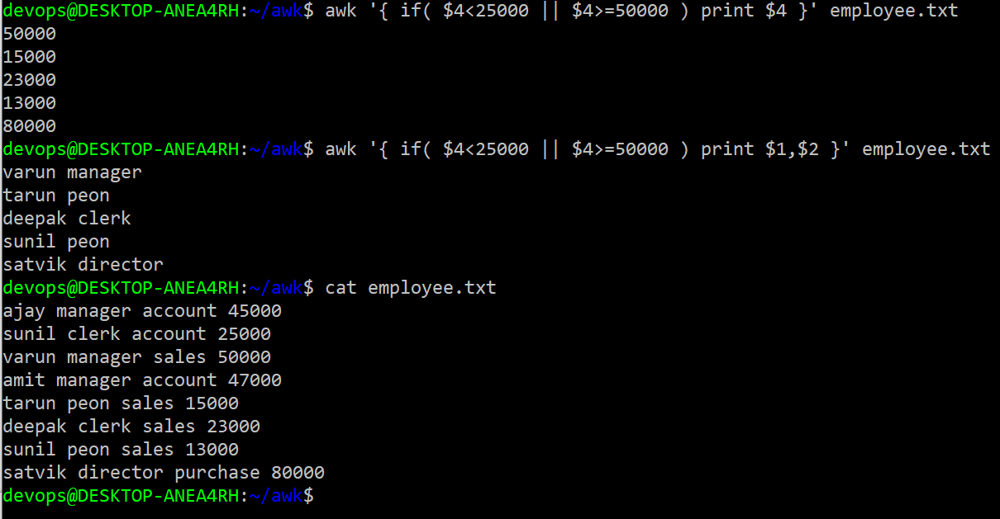 devops@DESKTOP-ANEA4RH:~/awk$ awk '{ if( $4<25000 || $4>=50000 ) print $4 }' employee.txt
50000
15000
23000
13000
80000
devops@DESKTOP-ANEA4RH:~/awk$ awk '{ if( $4<25000 || $4>=50000 ) print $1,$2 }' employee.txt
varun manager
tarun peon
deepak clerk
sunil peon
satvik director
devops@DESKTOP-ANEA4RH:~/awk$ cat employee.txt
ajay manager account 45000
sunil clerk account 25000
varun manager sales 50000
amit manager account 47000
tarun peon sales 15000
deepak clerk sales 23000
sunil peon sales 13000
satvik director purchase 80000
devops@DESKTOP-ANEA4RH:~/awk$